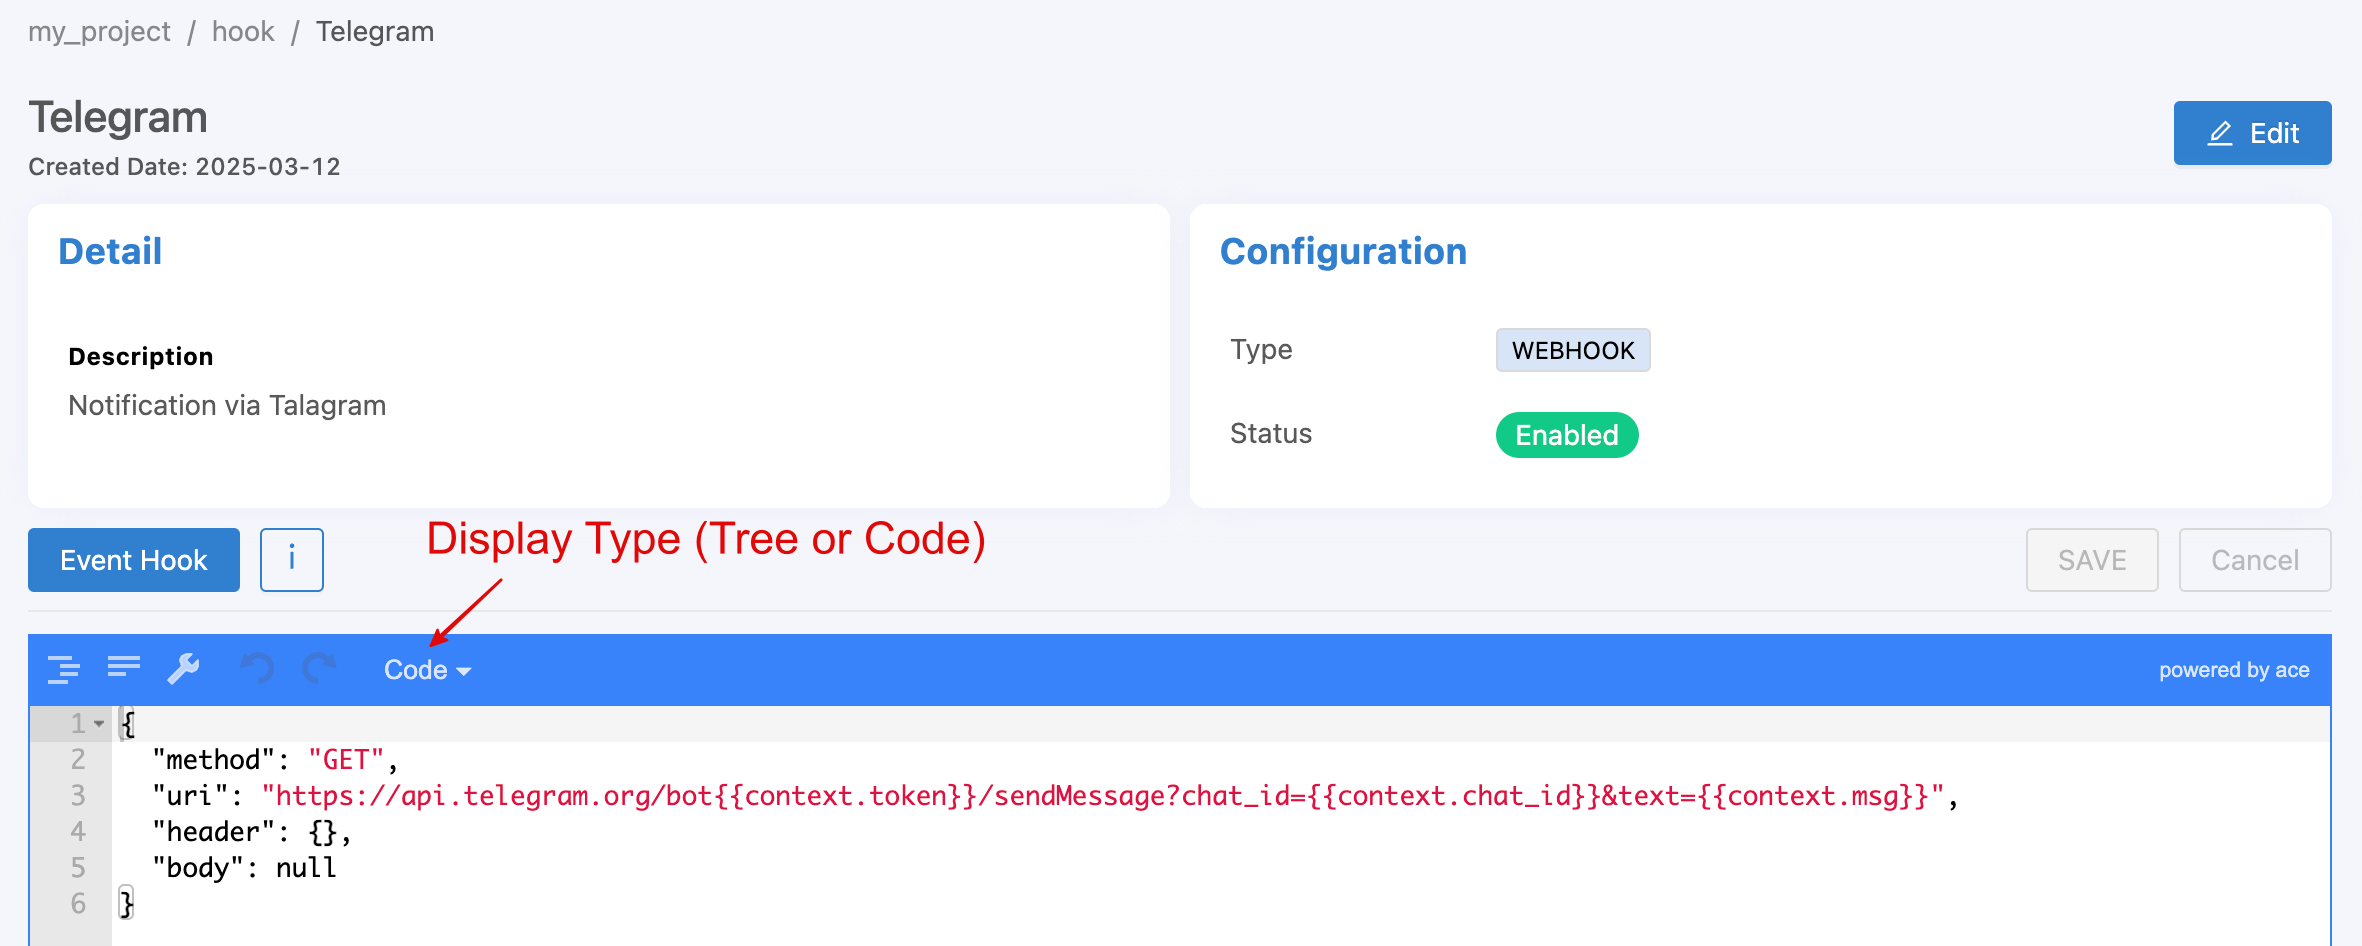 my_project / hook / Telegram
Telegram
Edit
Created Date: 2025-03-12
Detail
Description
Notification via Talagram
Configuration
Type WEBHOOK
Status Enabled
Display Type (Tree or Code)
Event Hook i SAVE Cancel
Code powered by ace
1 {
2 "method": "GET",
3 "uri": "https://api.telegram.org/bot{{context.token}}/sendMessage?chat_id={{context.chat_id}}&text={{context.msg}}",
4 "header": {},
5 "body": null
6 }